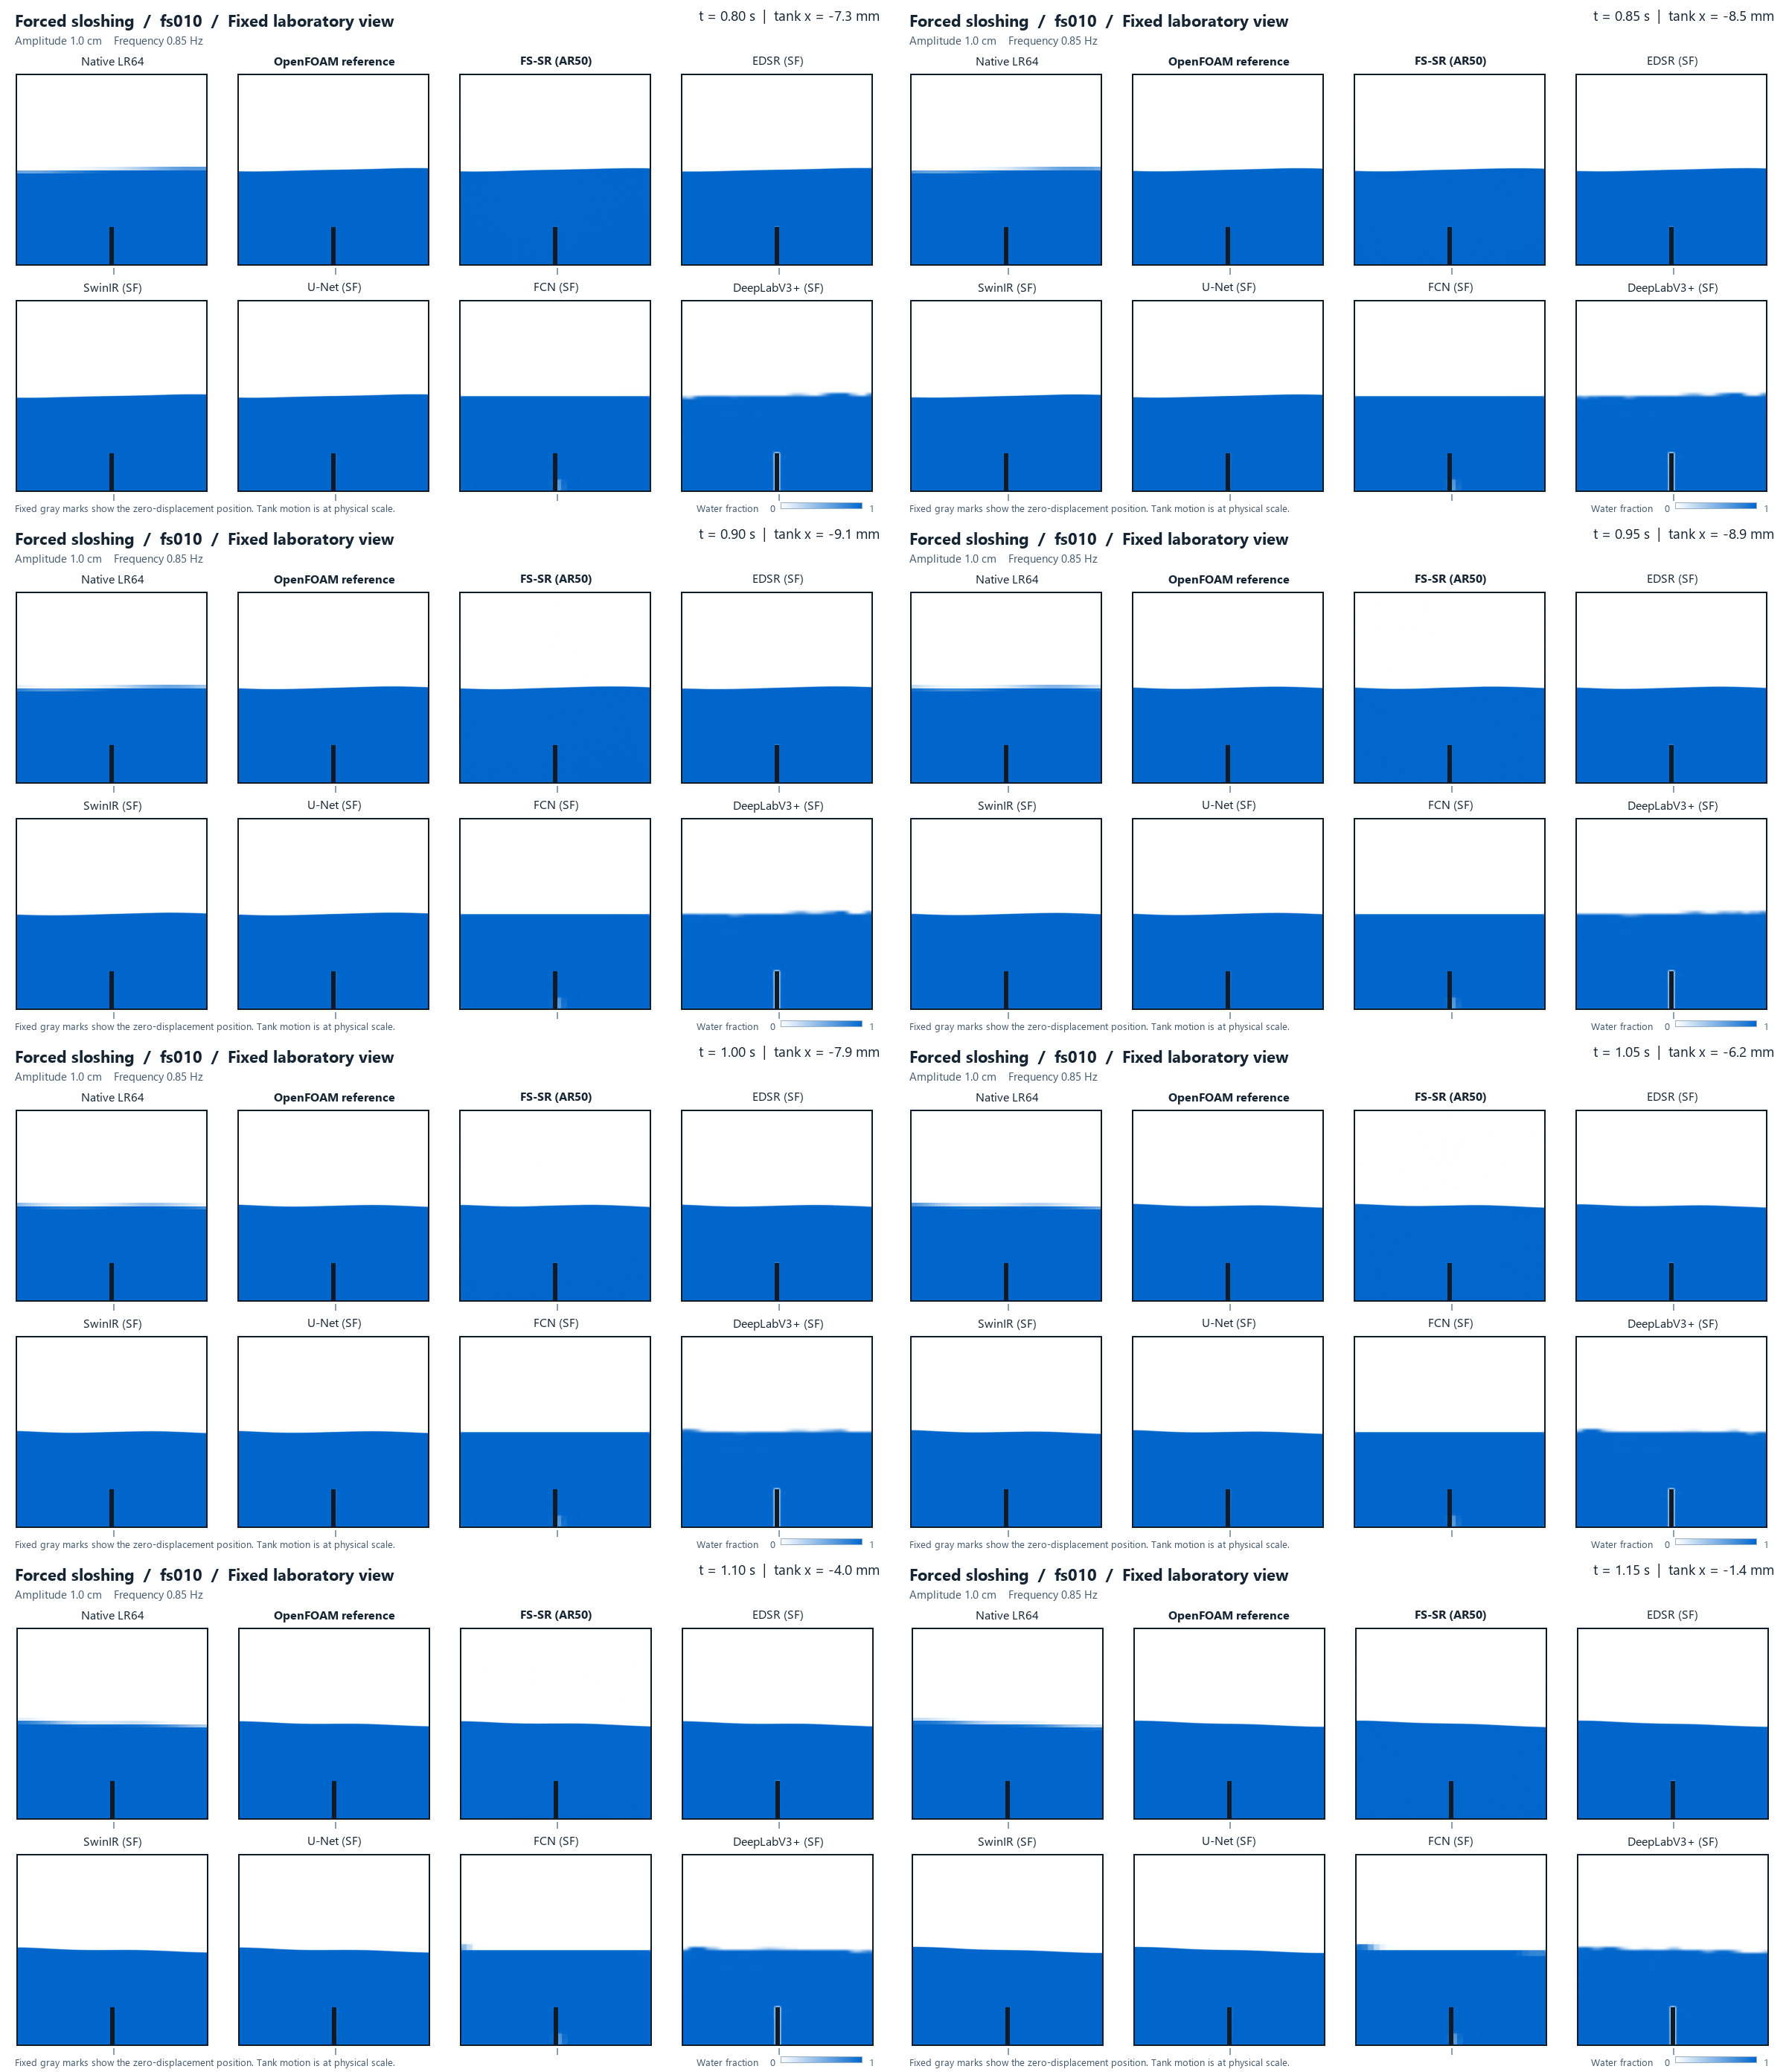 Forced sloshing / fs010 / Fixed laboratory view
t = 0.80 s | tank x = -7.3 mm
Amplitude 1.0 cm Frequency 0.85 Hz
Native LR64
OpenFOAM reference
FS-SR (AR50)
EDSR (SF)
SwinIR (SF)
U-Net (SF)
FCN (SF)
DeepLabV3+ (SF)
Fixed gray marks show the zero-displacement position. Tank motion is at physical scale.
Water fraction 0 1
Forced sloshing / fs010 / Fixed laboratory view
t = 0.85 s | tank x = -8.5 mm
Amplitude 1.0 cm Frequency 0.85 Hz
Native LR64
OpenFOAM reference
FS-SR (AR50)
EDSR (SF)
SwinIR (SF)
U-Net (SF)
FCN (SF)
DeepLabV3+ (SF)
Fixed gray marks show the zero-displacement position. Tank motion is at physical scale.
Water fraction 0 1
Forced sloshing / fs010 / Fixed laboratory view
t = 0.90 s | tank x = -9.1 mm
Amplitude 1.0 cm Frequency 0.85 Hz
Native LR64
OpenFOAM reference
FS-SR (AR50)
EDSR (SF)
SwinIR (SF)
U-Net (SF)
FCN (SF)
DeepLabV3+ (SF)
Fixed gray marks show the zero-displacement position. Tank motion is at physical scale.
Water fraction 0 1
Forced sloshing / fs010 / Fixed laboratory view
t = 0.95 s | tank x = -8.9 mm
Amplitude 1.0 cm Frequency 0.85 Hz
Native LR64
OpenFOAM reference
FS-SR (AR50)
EDSR (SF)
SwinIR (SF)
U-Net (SF)
FCN (SF)
DeepLabV3+ (SF)
Fixed gray marks show the zero-displacement position. Tank motion is at physical scale.
Water fraction 0 1
Forced sloshing / fs010 / Fixed laboratory view
t = 1.00 s | tank x = -7.9 mm
Amplitude 1.0 cm Frequency 0.85 Hz
Native LR64
OpenFOAM reference
FS-SR (AR50)
EDSR (SF)
SwinIR (SF)
U-Net (SF)
FCN (SF)
DeepLabV3+ (SF)
Fixed gray marks show the zero-displacement position. Tank motion is at physical scale.
Water fraction 0 1
Forced sloshing / fs010 / Fixed laboratory view
t = 1.05 s | tank x = -6.2 mm
Amplitude 1.0 cm Frequency 0.85 Hz
Native LR64
OpenFOAM reference
FS-SR (AR50)
EDSR (SF)
SwinIR (SF)
U-Net (SF)
FCN (SF)
DeepLabV3+ (SF)
Fixed gray marks show the zero-displacement position. Tank motion is at physical scale.
Water fraction 0 1
Forced sloshing / fs010 / Fixed laboratory view
t = 1.10 s | tank x = -4.0 mm
Amplitude 1.0 cm Frequency 0.85 Hz
Native LR64
OpenFOAM reference
FS-SR (AR50)
EDSR (SF)
SwinIR (SF)
U-Net (SF)
FCN (SF)
DeepLabV3+ (SF)
Fixed gray marks show the zero-displacement position. Tank motion is at physical scale.
Water fraction 0 1
Forced sloshing / fs010 / Fixed laboratory view
t = 1.15 s | tank x = -1.4 mm
Amplitude 1.0 cm Frequency 0.85 Hz
Native LR64
OpenFOAM reference
FS-SR (AR50)
EDSR (SF)
SwinIR (SF)
U-Net (SF)
FCN (SF)
DeepLabV3+ (SF)
Fixed gray marks show the zero-displacement position. Tank motion is at physical scale.
Water fraction 0 1